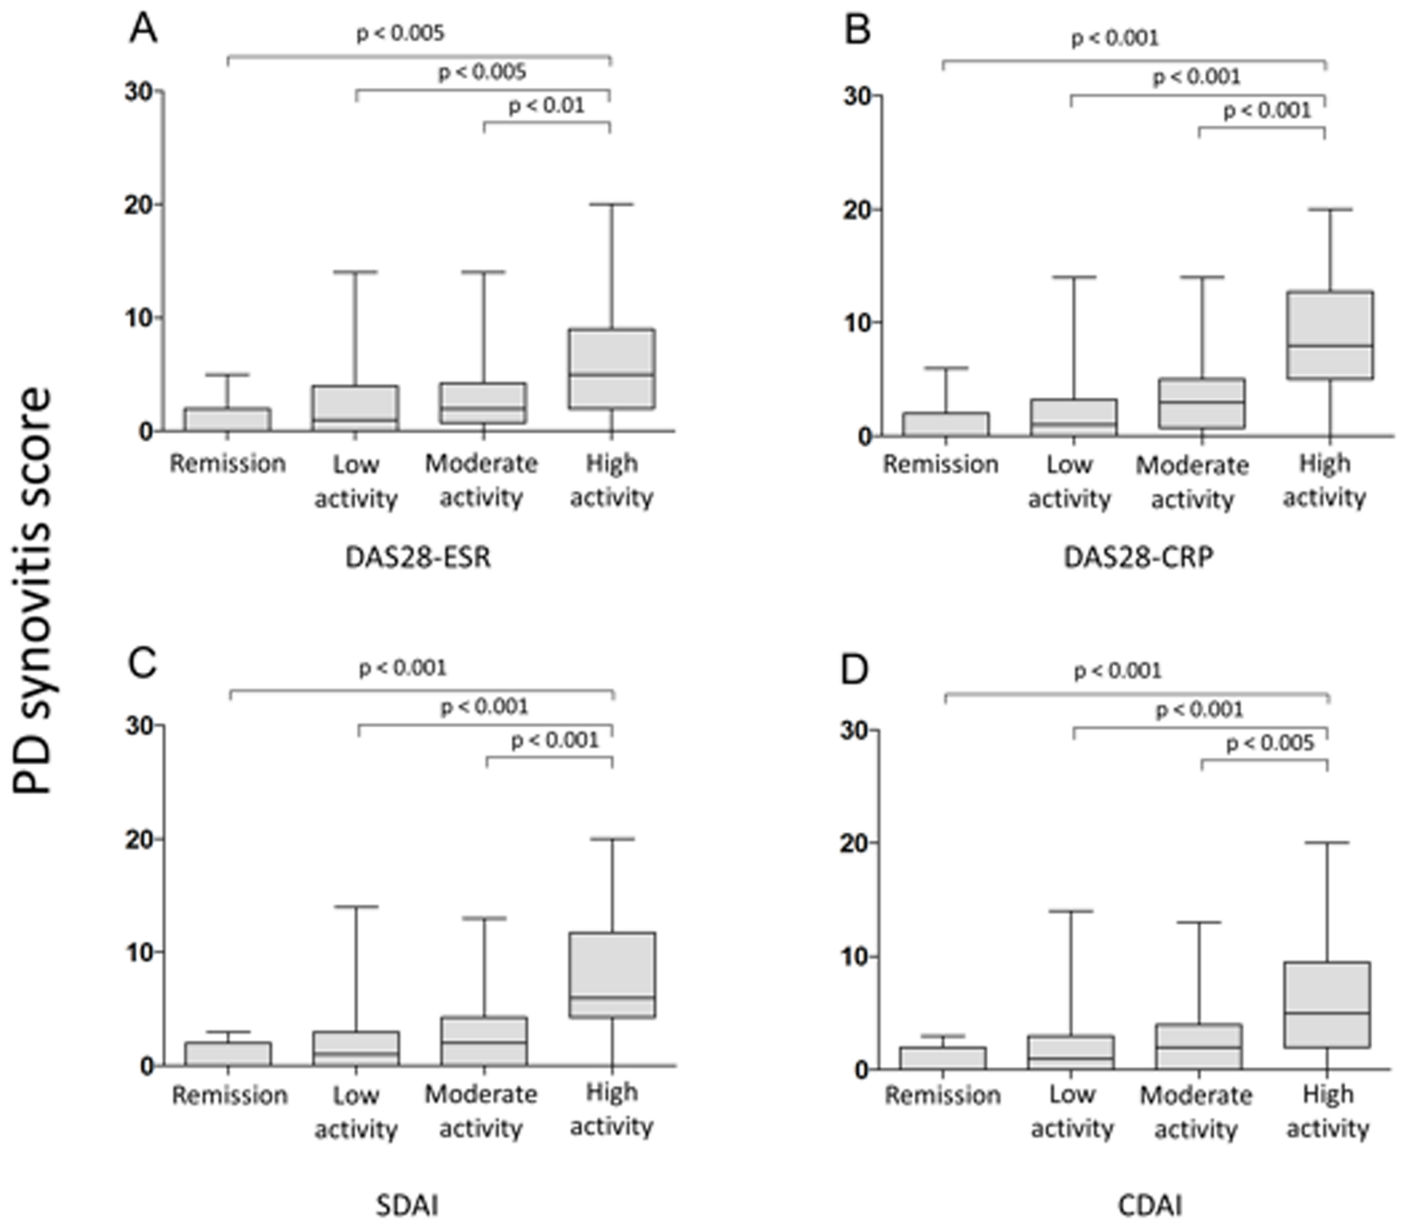 PD synovitis score
A
p < 0.005
p < 0.005
p < 0.01
30
20
10
0
Remission
Low activity
Moderate activity
High activity
DAS28-ESR
B
p < 0.001
p < 0.001
p < 0.001
30
20
10
0
Remission
Low activity
Moderate activity
High activity
DAS28-CRP
C
p < 0.001
p < 0.001
p < 0.001
30
20
10
0
Remission
Low activity
Moderate activity
High activity
SDAI
D
p < 0.001
p < 0.001
p < 0.005
30
20
10
0
Remission
Low activity
Moderate activity
High activity
CDAI